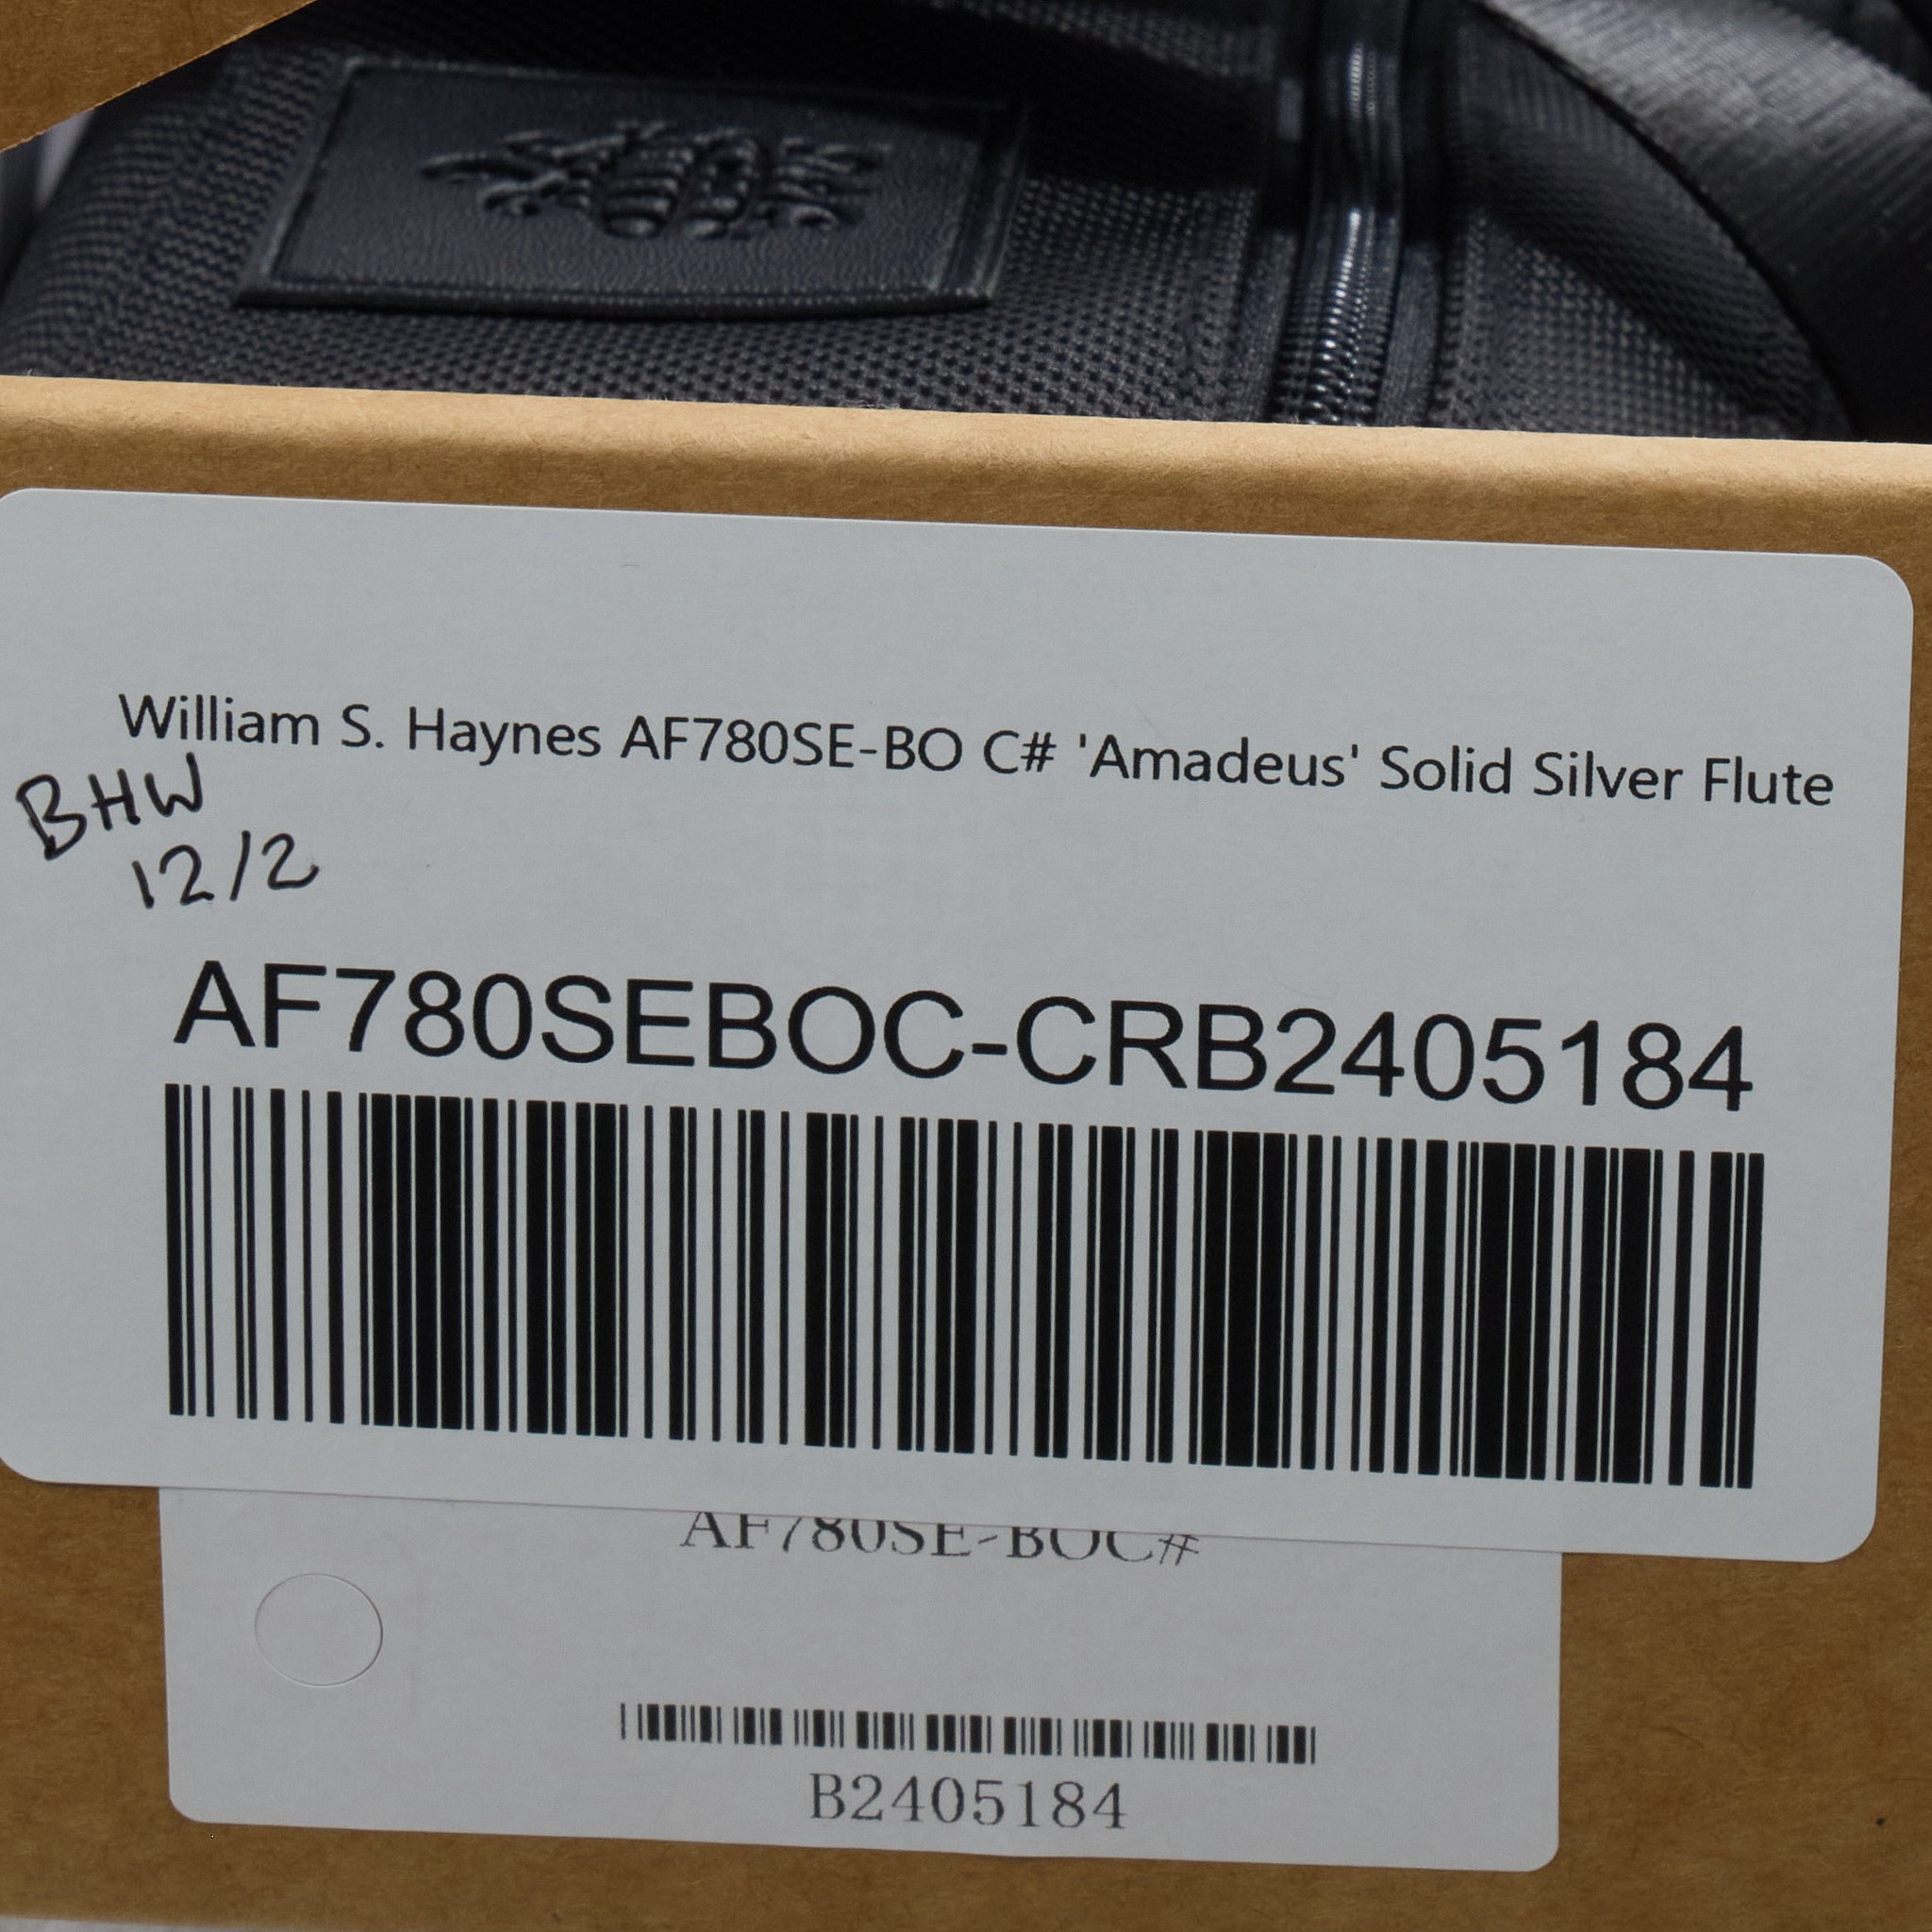 William S. Haynes AF780SE-BO C# 'Amadeus' Solid Silver Flute
BHW
12/2
AF780SEBOC-CRB2405184
AF780SE-BOC#
B2405184